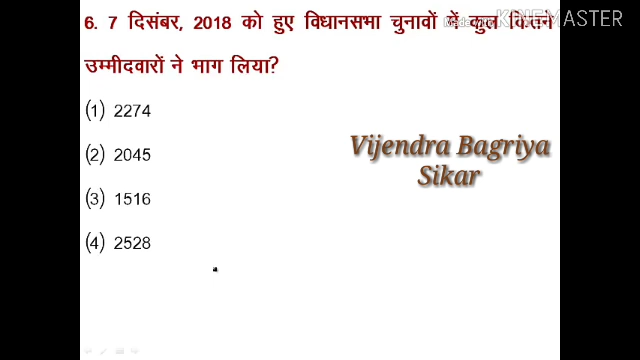 6. 7 दिसंबर, 2018 को हुए विधानसभा चुनावों में कुल कितने
उम्मीदवारों ने भाग लिया?
(1) 2274
(2) 2045
(3) 1516
(4) 2528
Vijendra Bagriya
Sikar
KINEMASTER